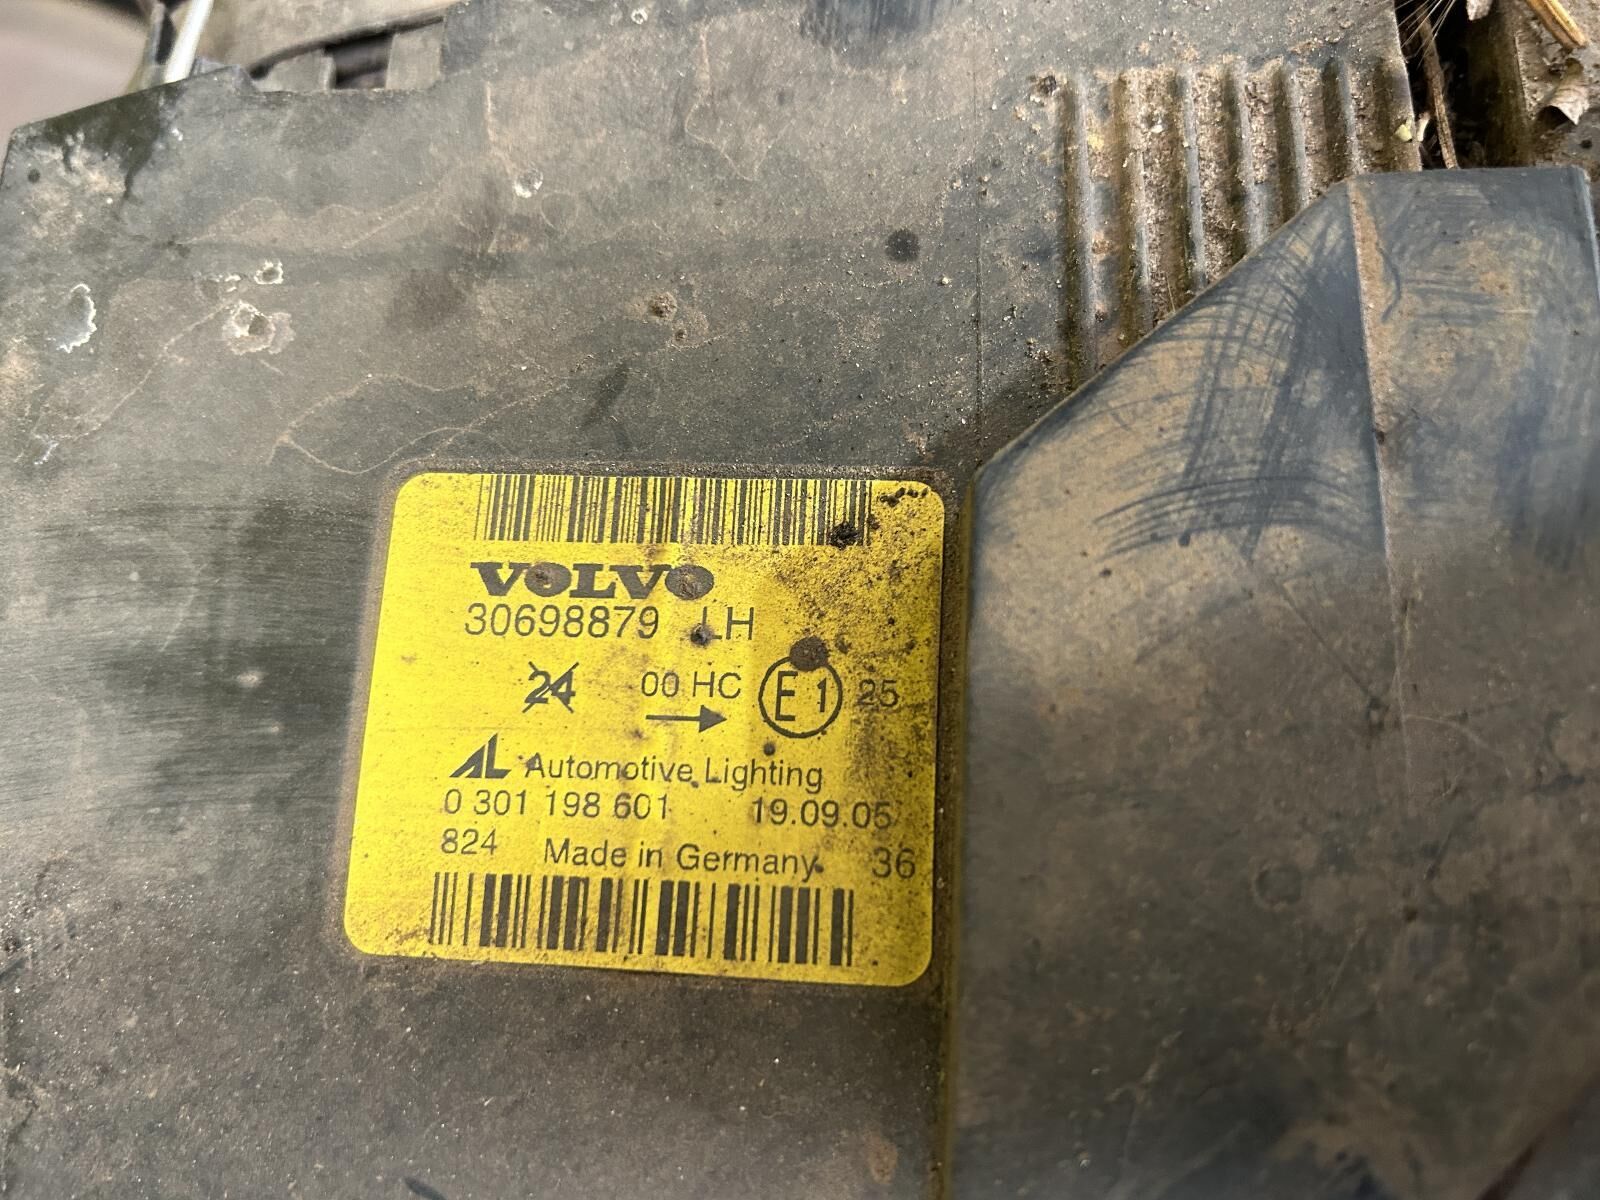 VOLVO
30698879 LH
24 00 HC E1 25
AL Automotive Lighting
0 301 198 601 19.09.05
824 Made in Germany 36